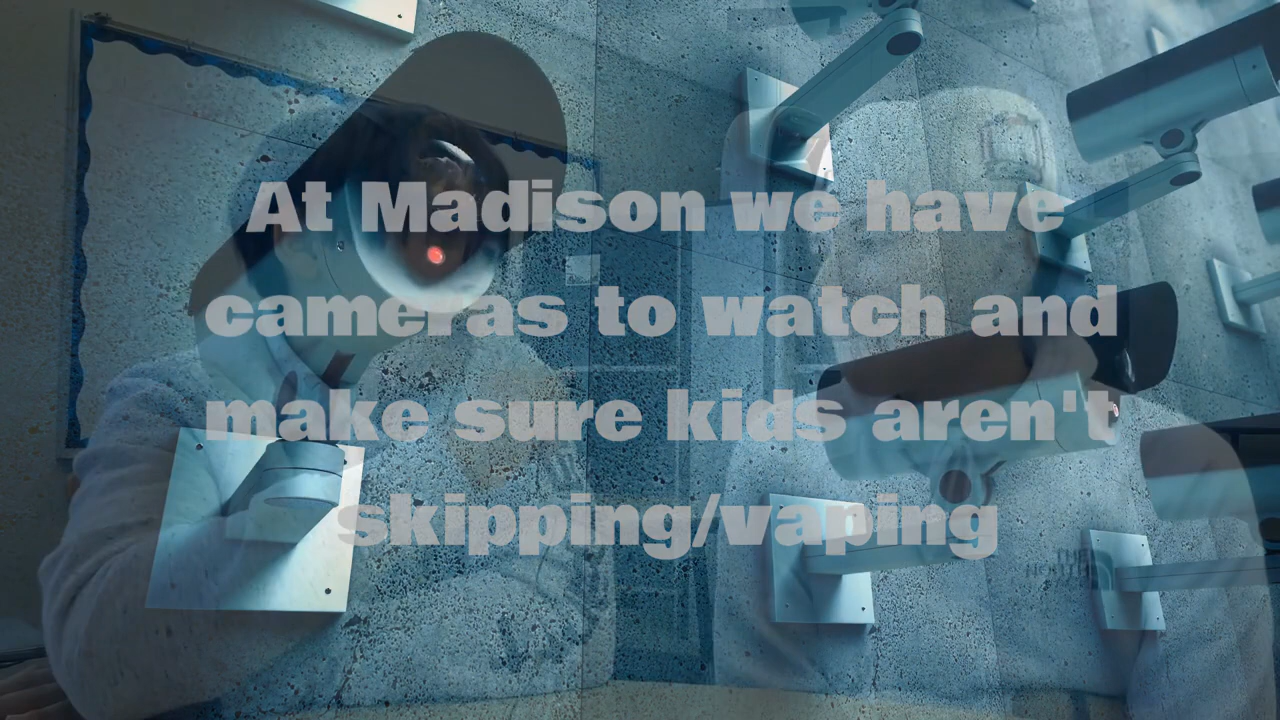 At Madison we have
cameras to watch and
make sure kids aren't
skipping/vaping